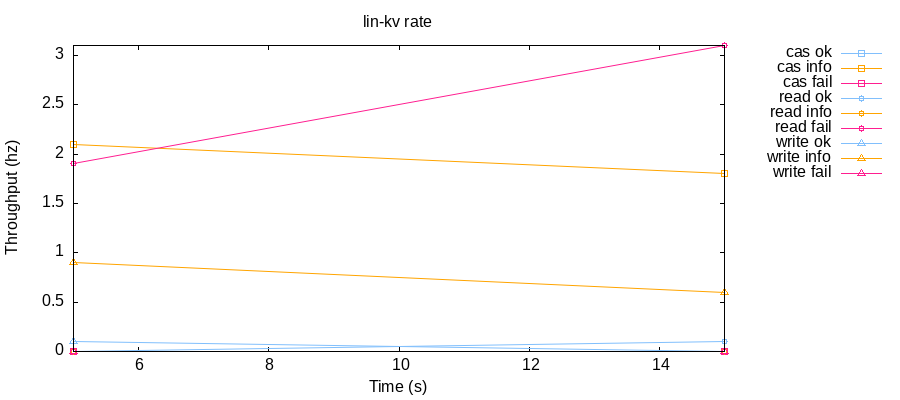 lin-kv rate
3
2.5
2
1.5
1
0.5
0
6
8
10
12
14
Throughput (hz)
Time (s)
cas ok
cas info
cas fail
read ok
read info
read fail
write ok
write info
write fail